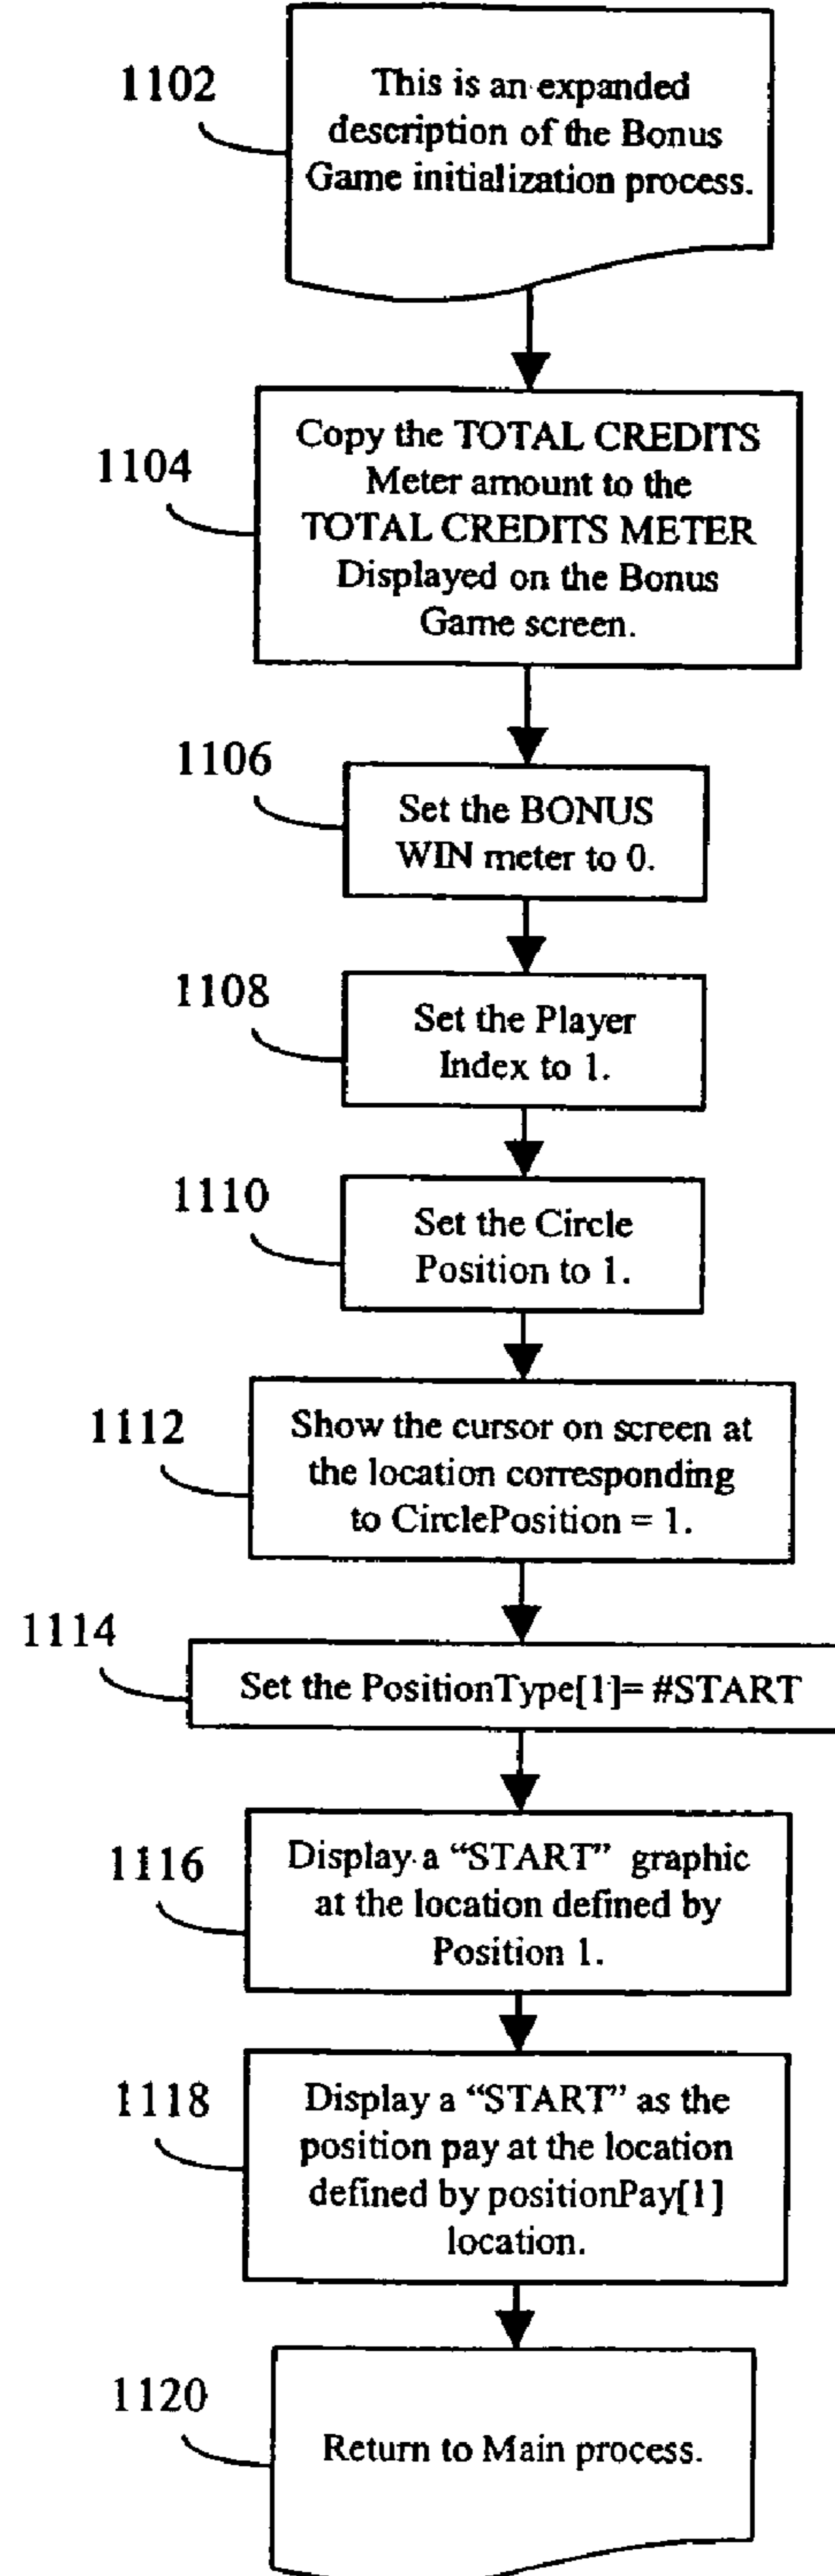 1102
This is an expanded
description of the Bonus
Game initialization process.
1104
Copy the TOTAL CREDITS
Meter amount to the
TOTAL CREDITS METER
Displayed on the Bonus
Game screen.
1106
Set the BONUS
WIN meter to 0.
1108
Set the Player
Index to 1.
1110
Set the Circle
Position to 1.
1112
Show the cursor on screen at
the location corresponding
to CirclePosition = 1.
1114
Set the PositionType[1]= #START
1116
Display a “START” graphic
at the location defined by
Position 1.
1118
Display a “START” as the
position pay at the location
defined by positionPay[1]
location.
1120
Return to Main process.